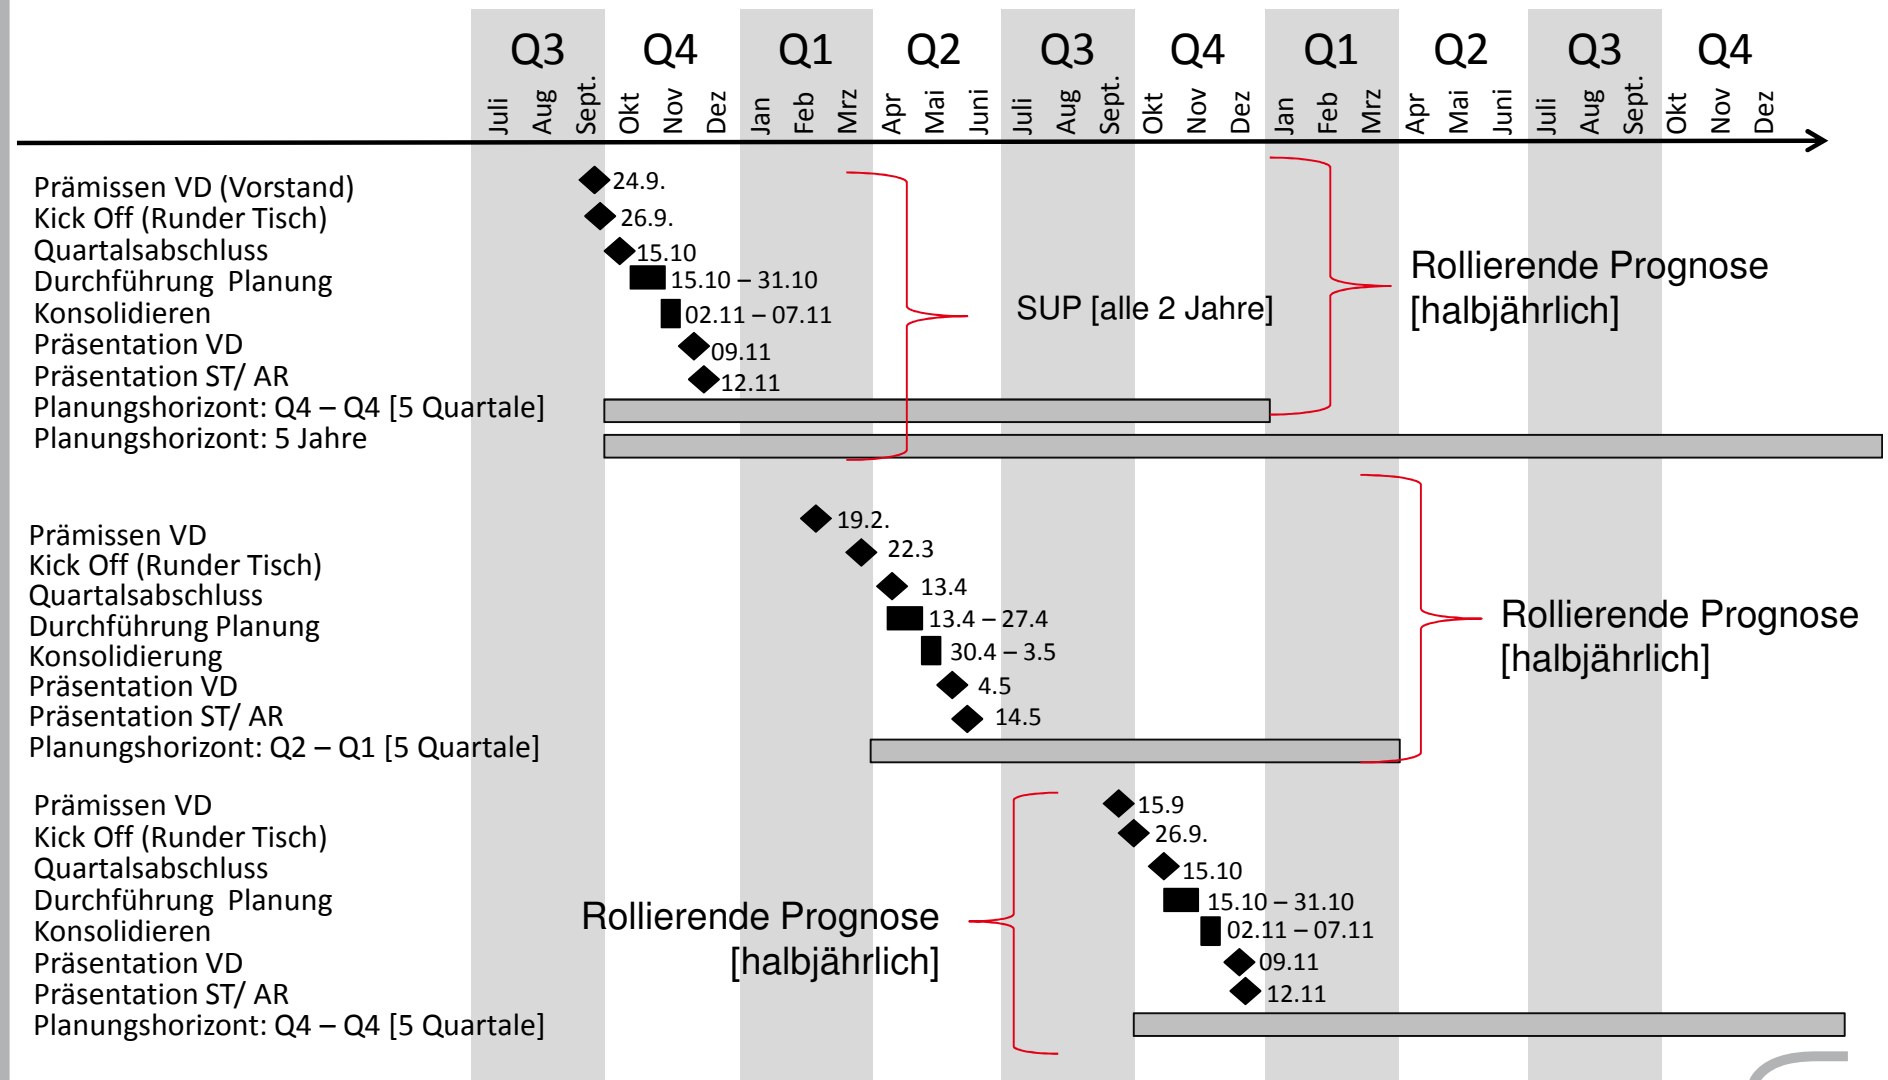 Q3 Q4 Q1 Q2 Q3 Q4 Q1 Q2 Q3 Q4
Juli Aug Sept. Okt Nov Dez Jan Feb Mrz Apr Mai Juni Juli Aug Sept. Okt Nov Dez Jan Feb Mrz Apr Mai Juni Juli Aug Sept. Okt Nov Dez
Prämissen VD (Vorstand) 24.9.
Kick Off (Runder Tisch) 26.9.
Quartalsabschluss 15.10
Durchführung  Planung 15.10 – 31.10
Konsolidieren 02.11 – 07.11
Präsentation VD 09.11
Präsentation ST/ AR 12.11
Planungshorizont: Q4 – Q4 [5 Quartale]
Planungshorizont: 5 Jahre
SUP [alle 2 Jahre]
Rollierende Prognose
[halbjährlich]
Prämissen VD 19.2.
Kick Off (Runder Tisch) 22.3
Quartalsabschluss 13.4
Durchführung Planung 13.4 – 27.4
Konsolidierung 30.4 – 3.5
Präsentation VD 4.5
Präsentation ST/ AR 14.5
Planungshorizont: Q2 – Q1 [5 Quartale]
Rollierende Prognose
[halbjährlich]
Prämissen VD 15.9
Kick Off (Runder Tisch) 26.9.
Quartalsabschluss 15.10
Durchführung  Planung 15.10 – 31.10
Konsolidieren 02.11 – 07.11
Präsentation VD 09.11
Präsentation ST/ AR 12.11
Planungshorizont: Q4 – Q4 [5 Quartale]
Rollierende Prognose
[halbjährlich]